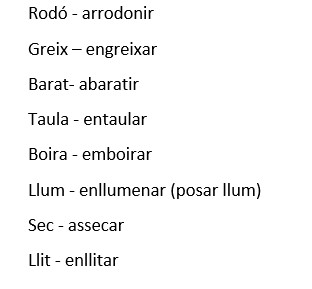 Rodó - arrodonir
Greix – engreixar
Barat- abaratir
Taula - entaular
Boira - emboirar
Llum - enllumenar (posar llum)
Sec - assecar
Llit - enllitar